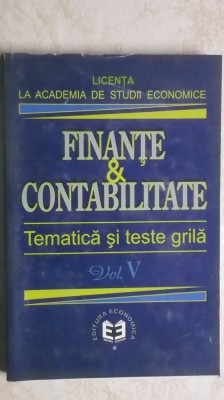 LICENȚA
LA ACADEMIA DE STUDII ECONOMICE
FINANȚE
&
CONTABILITATE
Tematică și teste grilă
Vol. V
EDITURA ECONOMICĂ